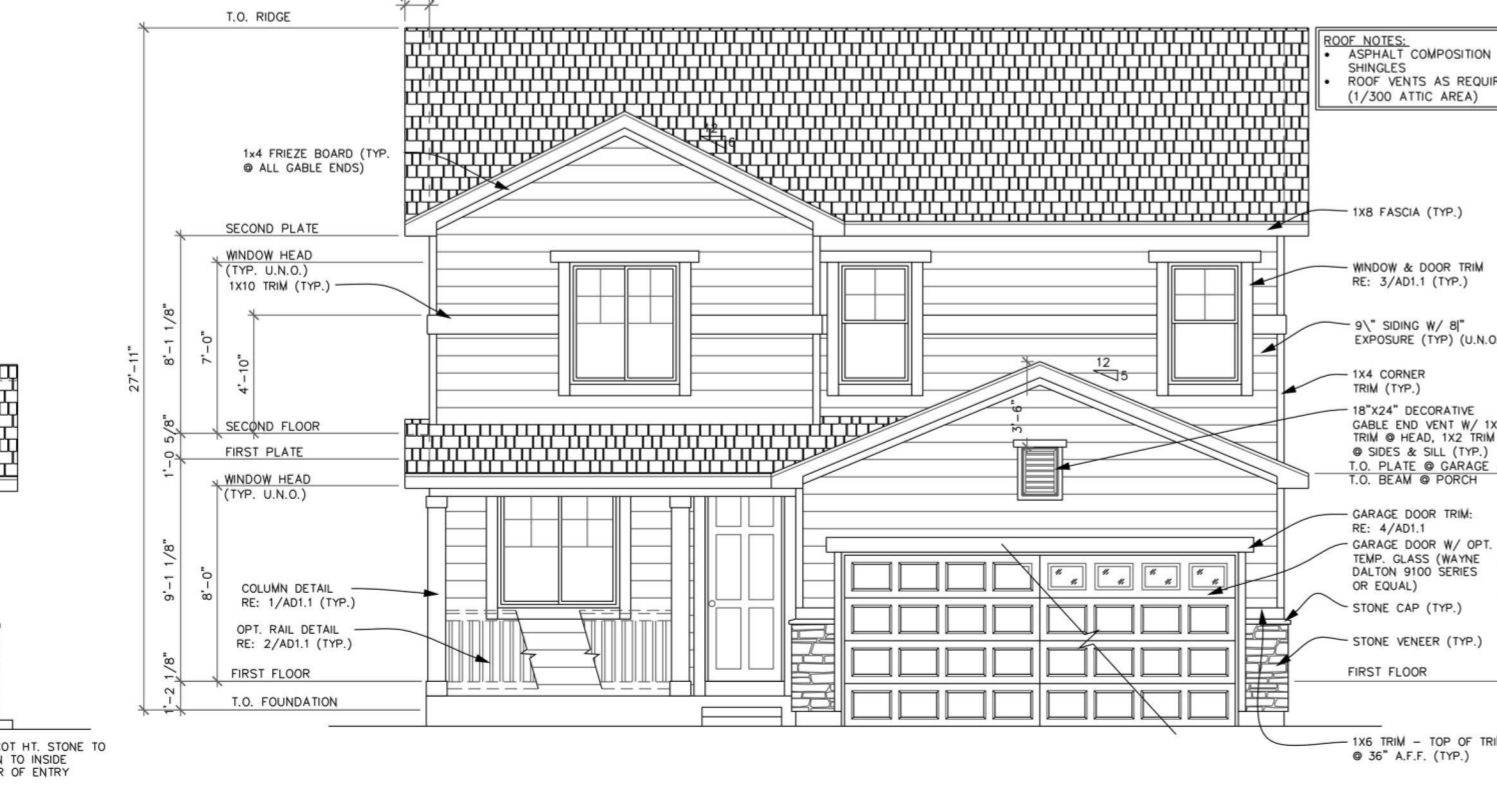 T.O. RIDGE
ROOF NOTES:
• ASPHALT COMPOSITION
SHINGLES
• ROOF VENTS AS REQUIR
(1/300 ATTIC AREA)
12
6
1x4 FRIEZE BOARD (TYP.
@ ALL GABLE ENDS)
SECOND PLATE
WINDOW HEAD
(TYP. U.N.O.)
1X10 TRIM (TYP.)
27'-11"
8'-1 1/8"
7'-0"
4'-10"
SECOND FLOOR
1'-0 5/8"
FIRST PLATE
WINDOW HEAD
(TYP. U.N.O.)
9'-1 1/8"
8'-0"
COLUMN DETAIL
RE: 1/AD1.1 (TYP.)
OPT. RAIL DETAIL
RE: 2/AD1.1 (TYP.)
FIRST FLOOR
1'-2 1/8"
T.O. FOUNDATION
12
5
3'-6"
1X8 FASCIA (TYP.)
WINDOW & DOOR TRIM
RE: 3/AD1.1 (TYP.)
9\" SIDING W/ 8|"
EXPOSURE (TYP) (U.N.O
1X4 CORNER
TRIM (TYP.)
18"X24" DECORATIVE
GABLE END VENT W/ 1X
TRIM @ HEAD, 1X2 TRIM
@ SIDES & SILL (TYP.)
T.O. PLATE @ GARAGE
T.O. BEAM @ PORCH
GARAGE DOOR TRIM:
RE: 4/AD1.1
GARAGE DOOR W/ OPT.
TEMP. GLASS (WAYNE
DALTON 9100 SERIES
OR EQUAL)
STONE CAP (TYP.)
STONE VENEER (TYP.)
FIRST FLOOR
1X6 TRIM – TOP OF TRI
@ 36" A.F.F. (TYP.)
COT HT. STONE TO
N TO INSIDE
R OF ENTRY